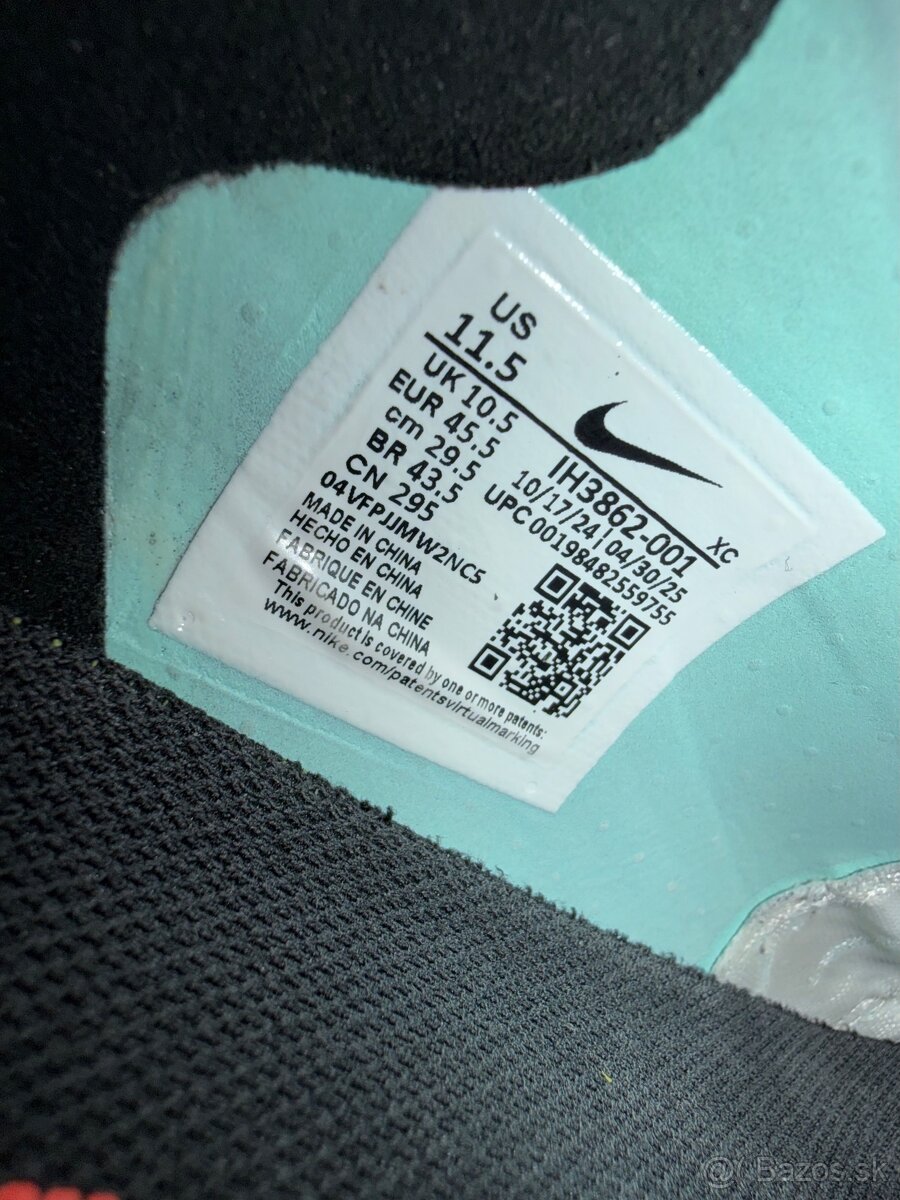 US
11.5
UK 10.5
EUR 45.5
cm 29.5
BR 43.5
CN 295
04VFPJJMW2NC5
MADE IN CHINA
HECHO EN CHINA
FABRIQUE EN CHINE
FABRICADO NA CHINA
This product is covered by one or more patents:
www.nike.com/patentsvirtualmarking
XC
IH3862-001
10/17/24 | 04/30/25
UPC 00198482559755
@ Bazos.sk